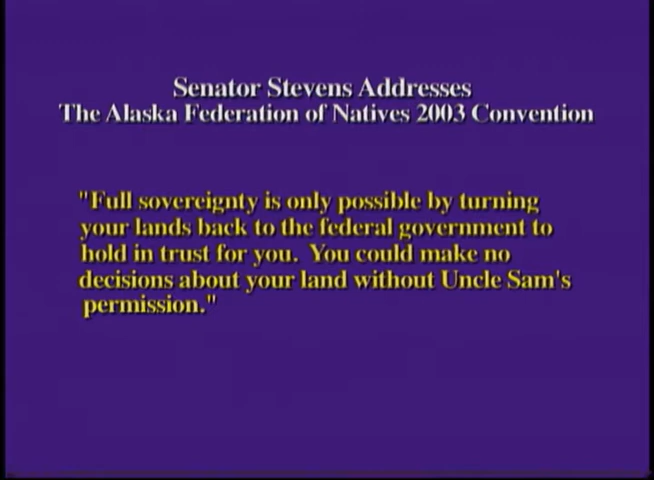 Senator Stevens Addresses
The Alaska Federation of Natives 2003 Convention
"Full sovereignty is only possible by turning
your lands back to the federal government to
hold in trust for you. You could make no
decisions about your land without Uncle Sam's
permission."